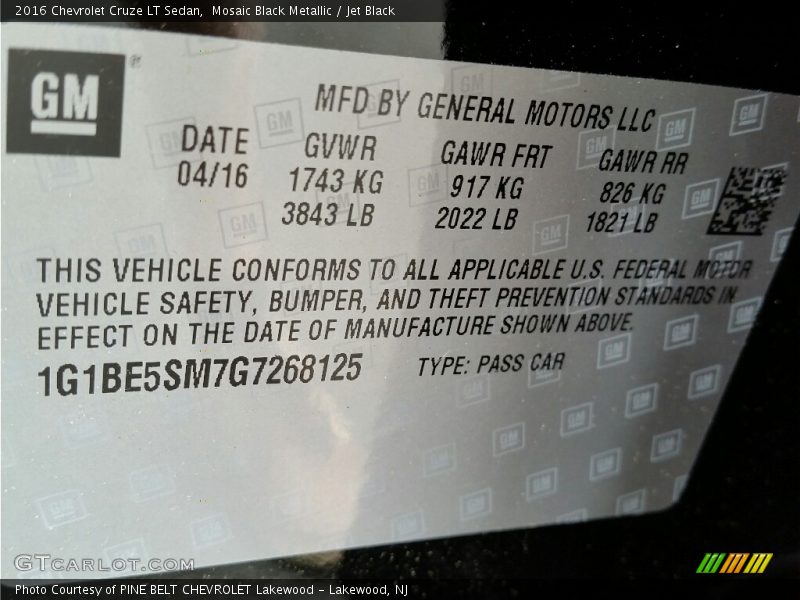 2016 Chevrolet Cruze LT Sedan,  Mosaic Black Metallic / Jet Black
GM ®
MFD BY GENERAL MOTORS LLC
DATE GVWR GAWR FRT GAWR RR
04/16 1743 KG 917 KG 826 KG
3843 LB 2022 LB 1821 LB
THIS VEHICLE CONFORMS TO ALL APPLICABLE U.S. FEDERAL MOTOR
VEHICLE SAFETY, BUMPER, AND THEFT PREVENTION STANDARDS IN
EFFECT ON THE DATE OF MANUFACTURE SHOWN ABOVE.
1G1BE5SM7G7268125 TYPE: PASS CAR
GTcarlot.com
Photo Courtesy of PINE BELT CHEVROLET Lakewood - Lakewood, NJ